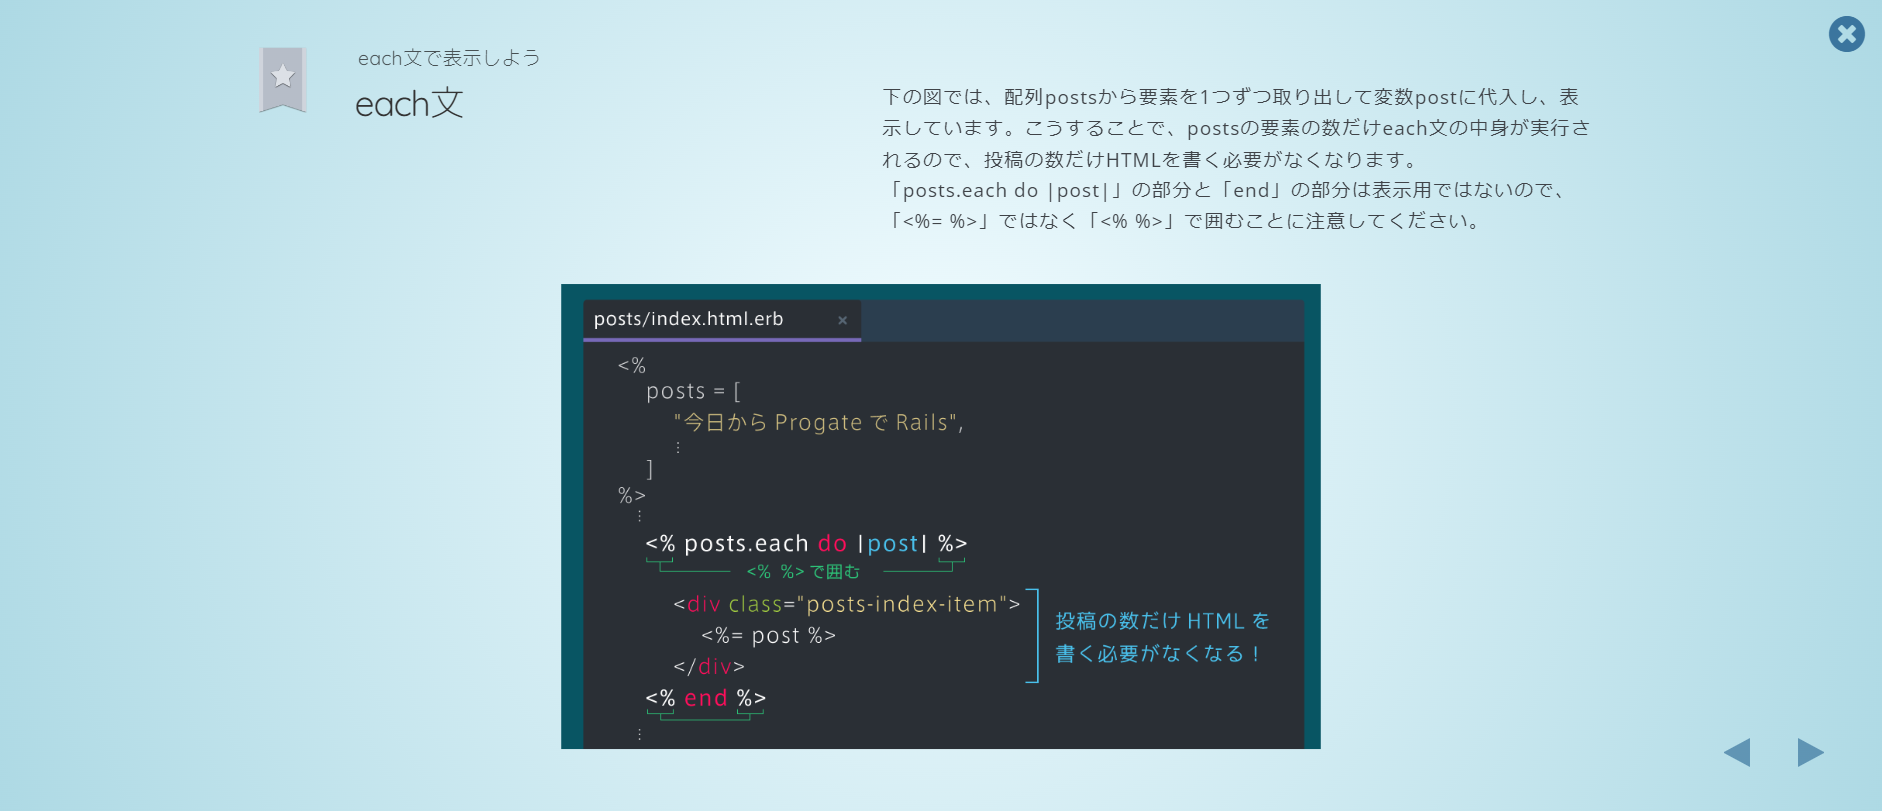 each文で表示しよう
each文
下の図では、配列postsから要素を1つずつ取り出して変数postに代入し、表
示しています。こうすることで、postsの要素の数だけeach文の中身が実行さ
れるので、投稿の数だけHTMLを書く必要がなくなります。
「posts.each do |post|」の部分と「end」の部分は表示用ではないので、
「<%= %>」ではなく「<% %>」で囲むことに注意してください。
posts/index.html.erb ×
<%
posts = [
"今日から Progate で Rails",
⋮
]
%>
⋮
<% posts.each do |post| %>
<% %> で囲む
<div class="posts-index-item">
<%= post %>
</div>
<% end %>
⋮
投稿の数だけ HTML を
書く必要がなくなる！